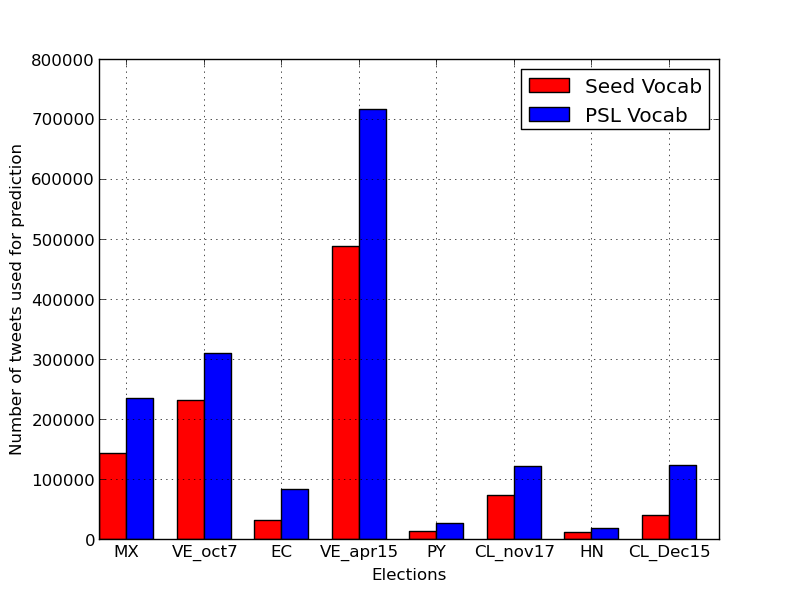 800000
700000
600000
500000
400000
300000
200000
100000
0
Number of tweets used for prediction
Seed Vocab
PSL Vocab
MX VE_oct7 EC VE_apr15 PY CL_nov17 HN CL_Dec15
Elections